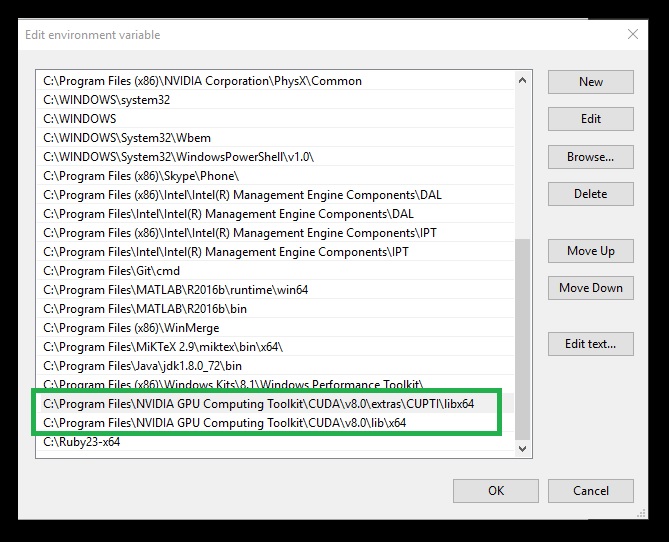 Edit environment variable
C:\Program Files (x86)\NVIDIA Corporation\PhysX\Common
New
C:\WINDOWS\system32
C:\WINDOWS
Edit
C:\WINDOWS\System32\Wbem
C:\WINDOWS\System32\WindowsPowerShell\v1.0\
Browse...
C:\Program Files (x86)\Skype\Phone\
C:\Program Files (x86)\Intel\Intel(R) Management Engine Components\DAL
Delete
C:\Program Files\Intel\Intel(R) Management Engine Components\DAL
C:\Program Files (x86)\Intel\Intel(R) Management Engine Components\IPT
C:\Program Files\Intel\Intel(R) Management Engine Components\IPT
Move Up
C:\Program Files\Git\cmd
C:\Program Files\MATLAB\R2016b\runtime\win64
Move Down
C:\Program Files\MATLAB\R2016b\bin
C:\Program Files (x86)\WinMerge
C:\Program Files\MiKTeX 2.9\miktex\bin\x64\
Edit text...
C:\Program Files\Java\jdk1.8.0_72\bin
C:\Program Files (x86)\Windows Kits\8.1\Windows Performance Toolkit\
C:\Program Files\NVIDIA GPU Computing Toolkit\CUDA\v8.0\extras\CUPTI\libx64
C:\Program Files\NVIDIA GPU Computing Toolkit\CUDA\v8.0\lib\x64
C:\Ruby23-x64
OK
Cancel